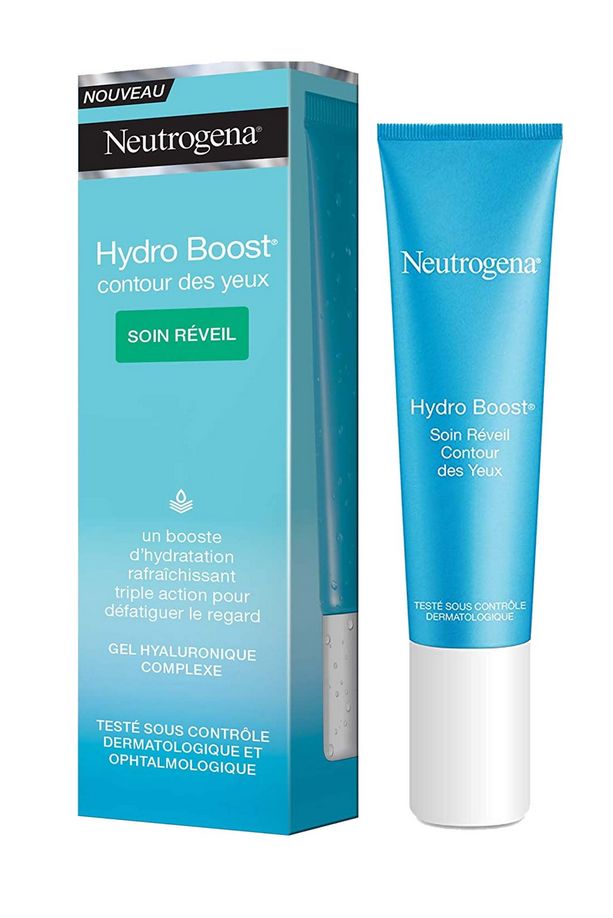 NOUVEAU
Neutrogena®
Hydro Boost®
contour des yeux
SOIN RÉVEIL
un booste
d'hydratation
rafraîchissant
triple action pour
défatiguer le regard
GEL HYALURONIQUE
COMPLEXE
TESTÉ SOUS CONTRÔLE
DERMATOLOGIQUE ET
OPHTALMOLOGIQUE
Neutrogena®
Hydro Boost®
Soin Réveil
Contour
des Yeux
TESTÉ SOUS CONTRÔLE
DERMATOLOGIQUE